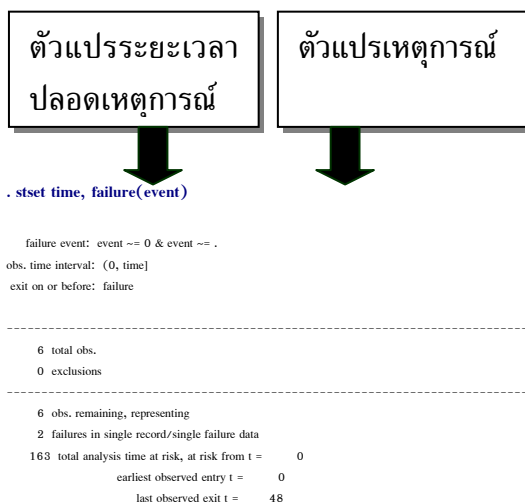 ตัวแปรระยะเวลา
ปลอดเหตุการณ์
ตัวแปรเหตุการณ์
. stset time, failure(event)
failure event: event ~= 0 & event ~= .
obs. time interval: (0, time]
exit on or before: failure
------------------------------------------------------------------------------
6 total obs.
0 exclusions
------------------------------------------------------------------------------
6 obs. remaining, representing
2 failures in single record/single failure data
163 total analysis time at risk, at risk from t = 0
earliest observed entry t = 0
last observed exit t = 48